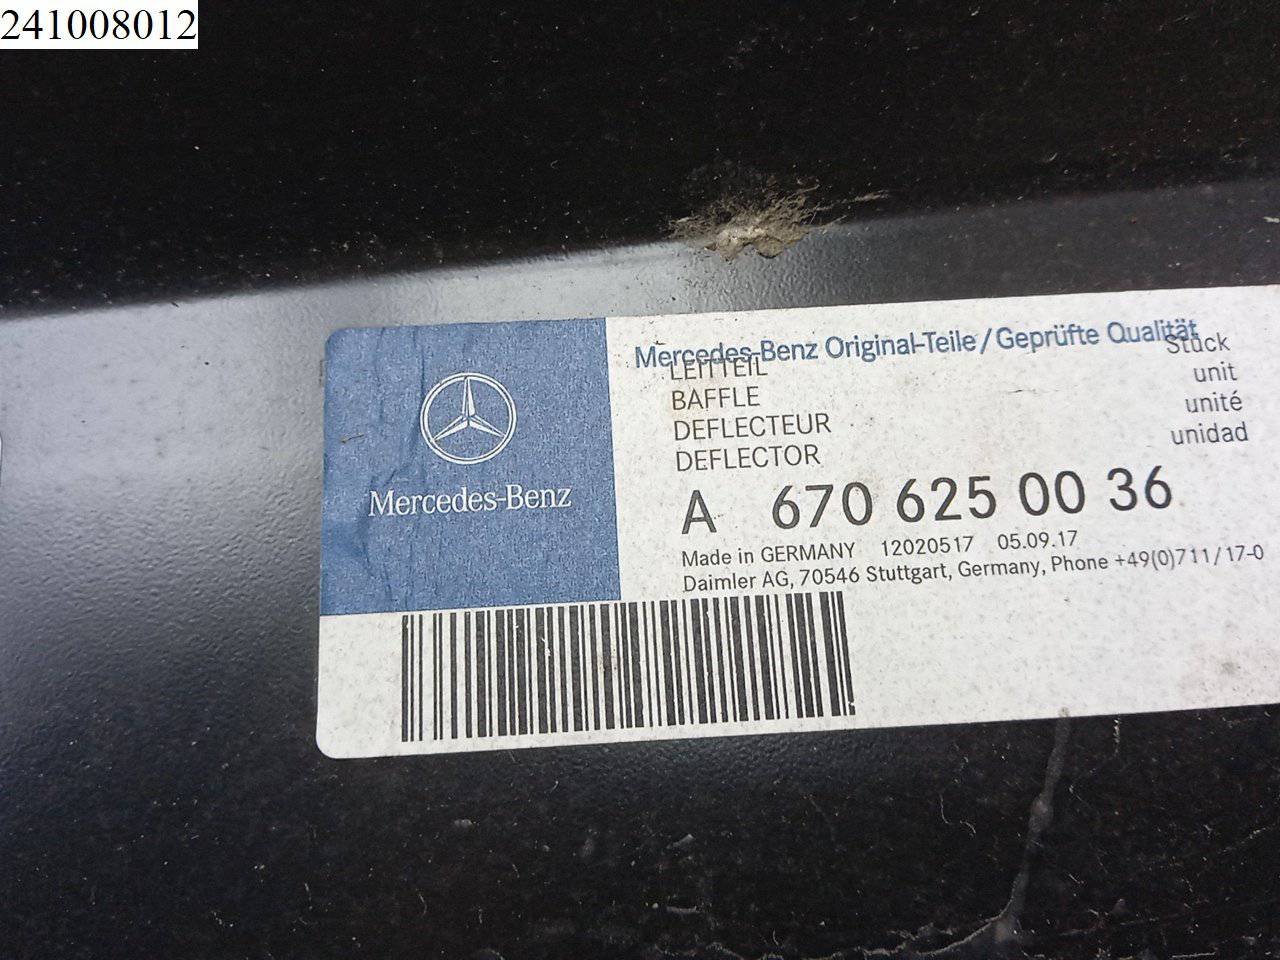 241008012
Mercedes-Benz Original-Teile/Geprüfte Qualität
LEITTEIL Stück
BAFFLE unit
DEFLECTEUR unité
DEFLECTOR unidad
Mercedes-Benz
A 670 625 00 36
Made in GERMANY 12020517 05.09.17
Daimler AG, 70546 Stuttgart, Germany, Phone +49(0)711/17-0